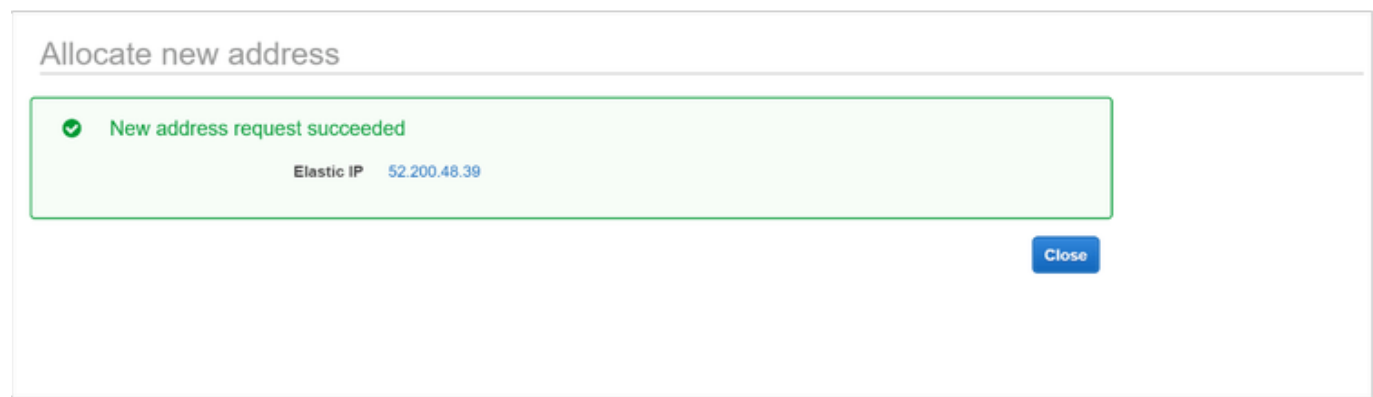 Allocate new address
New address request succeeded
Elastic IP 52.200.48.39
Close